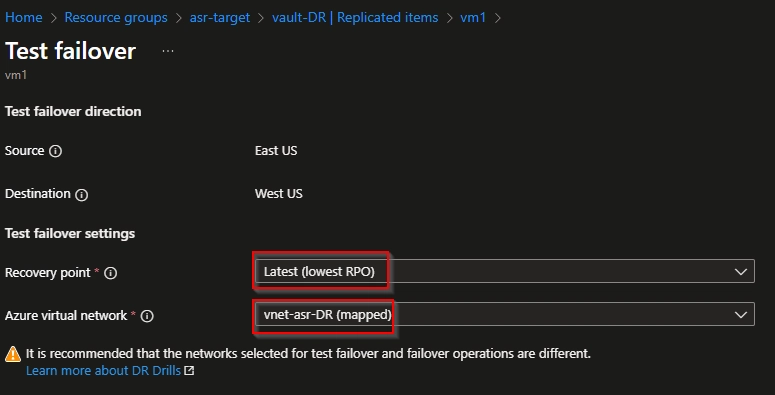 Home > Resource groups > asr-target > vault-DR | Replicated items > vm1 >
Test failover ...
vm1
Test failover direction
Source
East US
Destination
West US
Test failover settings
Recovery point *
Latest (lowest RPO)
Azure virtual network *
vnet-asr-DR (mapped)
It is recommended that the networks selected for test failover and failover operations are different.
Learn more about DR Drills